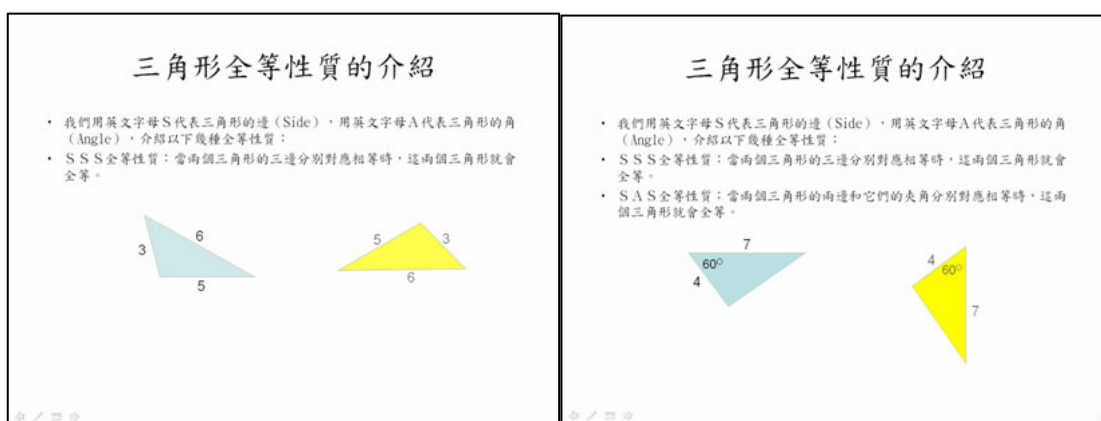 三角形全等性質的介紹
• 我們用英文字母S代表三角形的邊(Side),用英文字母A代表三角形的角
(Angle),介紹以下幾種全等性質:
• SSS全等性質:當兩個三角形的三邊分別對應相等時,這兩個三角形就會
全等。
3
6
5
5
3
6
三角形全等性質的介紹
• 我們用英文字母S代表三角形的邊(Side),用英文字母A代表三角形的角
(Angle),介紹以下幾種全等性質:
• SSS全等性質:當兩個三角形的三邊分別對應相等時,這兩個三角形就會
全等。
• SAS全等性質:當兩個三角形的兩邊和它們的夾角分別對應相等時,這兩
個三角形就會全等。
7
60°
4
4
60°
7